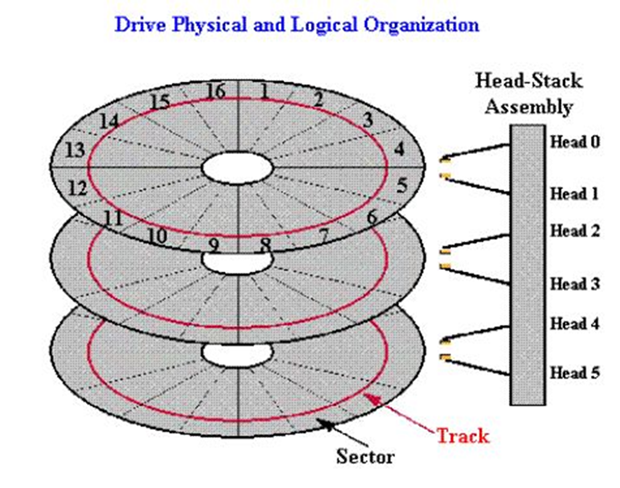 Drive Physical and Logical Organization
Head-Stack
Assembly
16 1
15 2
14 3
13 4
12 5
11 6
10 7
9 8
Head 0
Head 1
Head 2
Head 3
Head 4
Head 5
Track
Sector